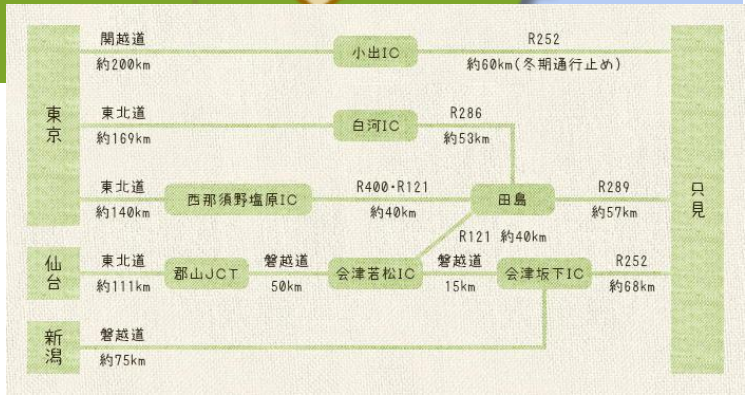 東京
関越道
約200km
小出IC
R252
約60km(冬期通行止め)
東北道
約169km
白河IC
R286
約53km
東北道
約140km
西那須野塩原IC
R400・R121
約40km
田島
R289
約57km
R121 約40km
仙台
東北道
約111km
郡山JCT
磐越道
50km
会津若松IC
磐越道
15km
会津坂下IC
R252
約68km
新潟
磐越道
約75km
只見